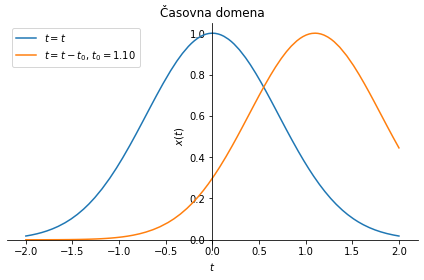 Časovna domena
t = t
t = t − t₀, t₀ = 1.10
x(t)
1.0
0.8
0.6
0.4
0.2
0.0
−2.0 −1.5 −1.0 −0.5 0.0 0.5 1.0 1.5 2.0
t